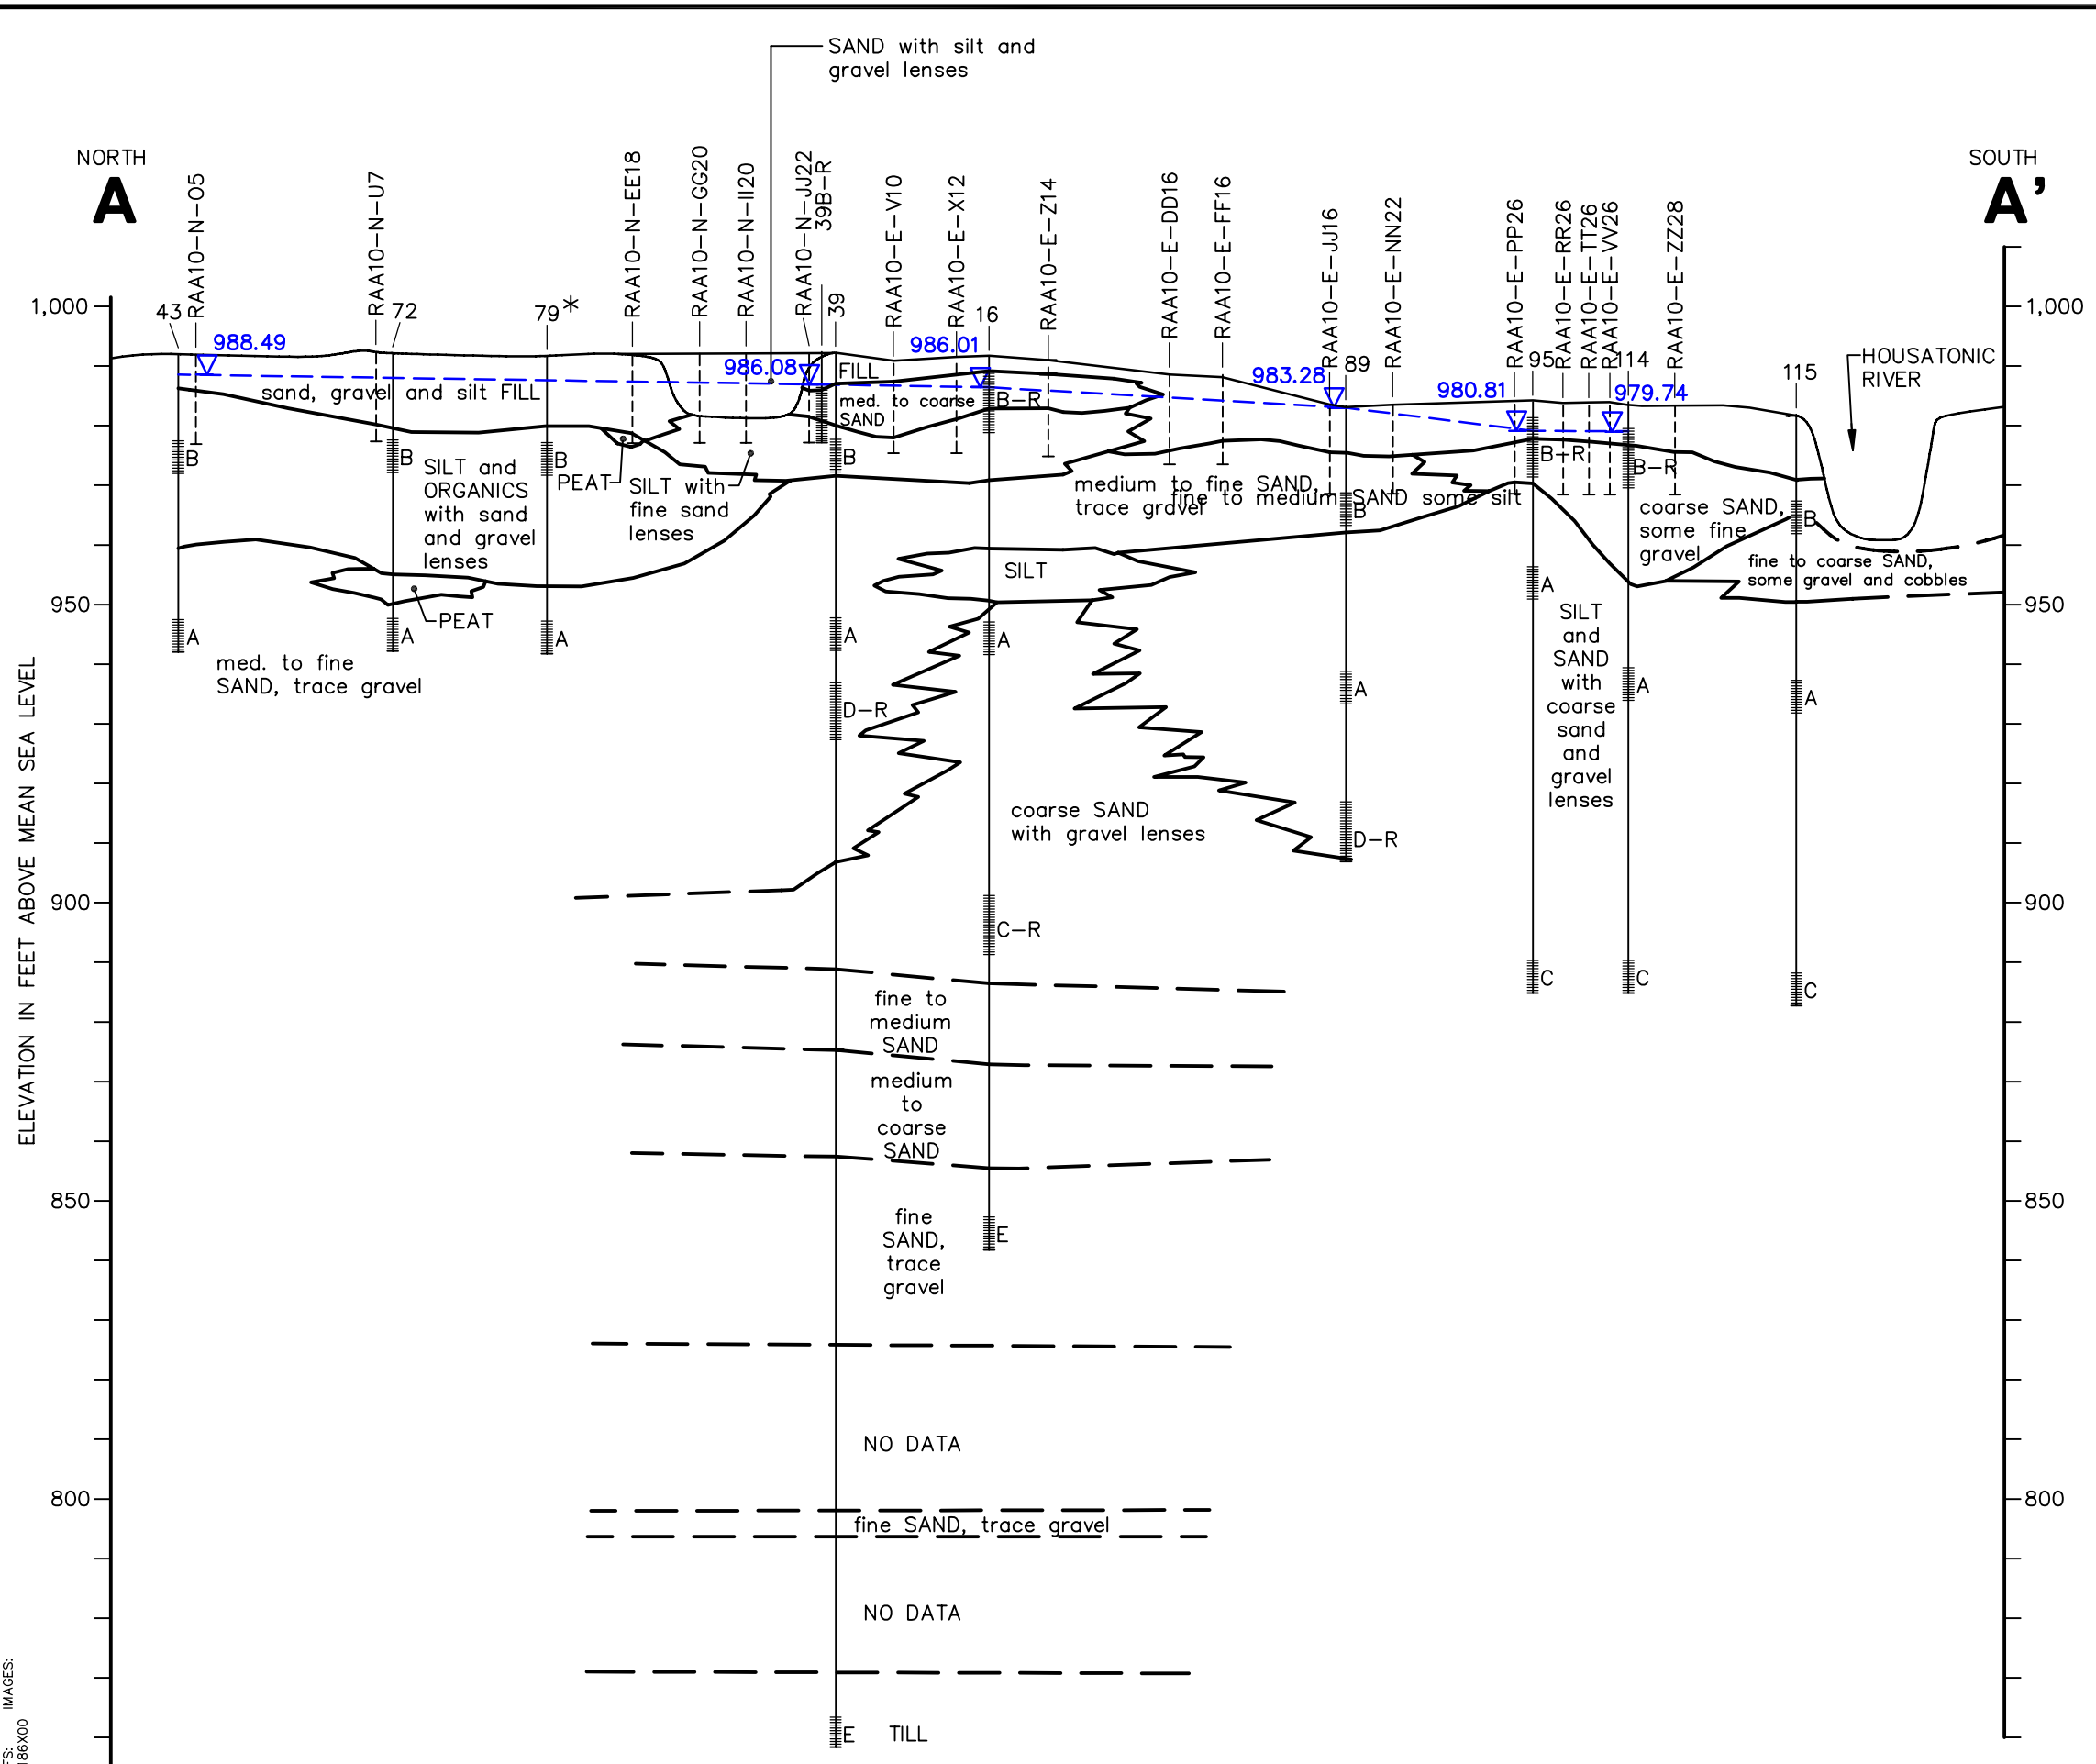 SAND with silt and
gravel lenses
NORTH
A
SOUTH
A'
RAA10-N-O5
RAA10-N-U7
RAA10-N-EE18
RAA10-N-GG20
RAA10-N-II20
RAA10-N-JJ22
39B-R
RAA10-E-V10
RAA10-E-X12
RAA10-E-Z14
RAA10-E-DD16
RAA10-E-FF16
RAA10-E-JJ16
RAA10-E-NN22
RAA10-E-PP26
RAA10-E-RR26
RAA10-E-TT26
RAA10-E-VV26
RAA10-E-ZZ28
1,000
43
72
79*
39
16
89
95
114
115
1,000
HOUSATONIC
RIVER
988.49
986.08
986.01
983.28
980.81
979.74
sand, gravel and silt FILL
FILL
med. to coarse
SAND
B-R
B
B
B
B
B
B-R
B-R
B
SILT and
ORGANICS
with sand
and gravel
lenses
PEAT
SILT with
fine sand
lenses
medium to fine SAND,
trace gravel
fine to medium SAND some silt
coarse SAND,
some fine
gravel
fine to coarse SAND,
some gravel and cobbles
SILT
A
950
950
PEAT
SILT
and
SAND
with
coarse
sand
and
gravel
lenses
A
A
A
A
A
A
A
A
med. to fine
SAND, trace gravel
D-R
coarse SAND
with gravel lenses
D-R
ELEVATION IN FEET ABOVE MEAN SEA LEVEL
900
900
C-R
C
C
C
fine to
medium
SAND
medium
to
coarse
SAND
850
850
fine
SAND,
trace
gravel
E
NO DATA
800
800
fine SAND, trace gravel
NO DATA
E
TILL
IMAGES: